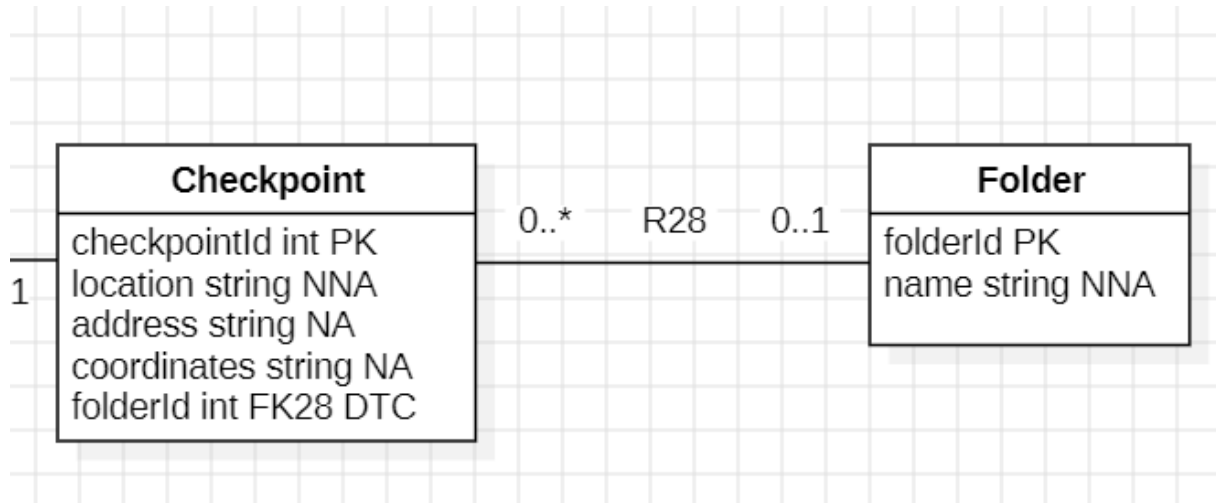 Checkpoint
checkpointId int PK
location string NNA
address string NA
coordinates string NA
folderId int FK28 DTC
1
0..*
R28
0..1
Folder
folderId PK
name string NNA